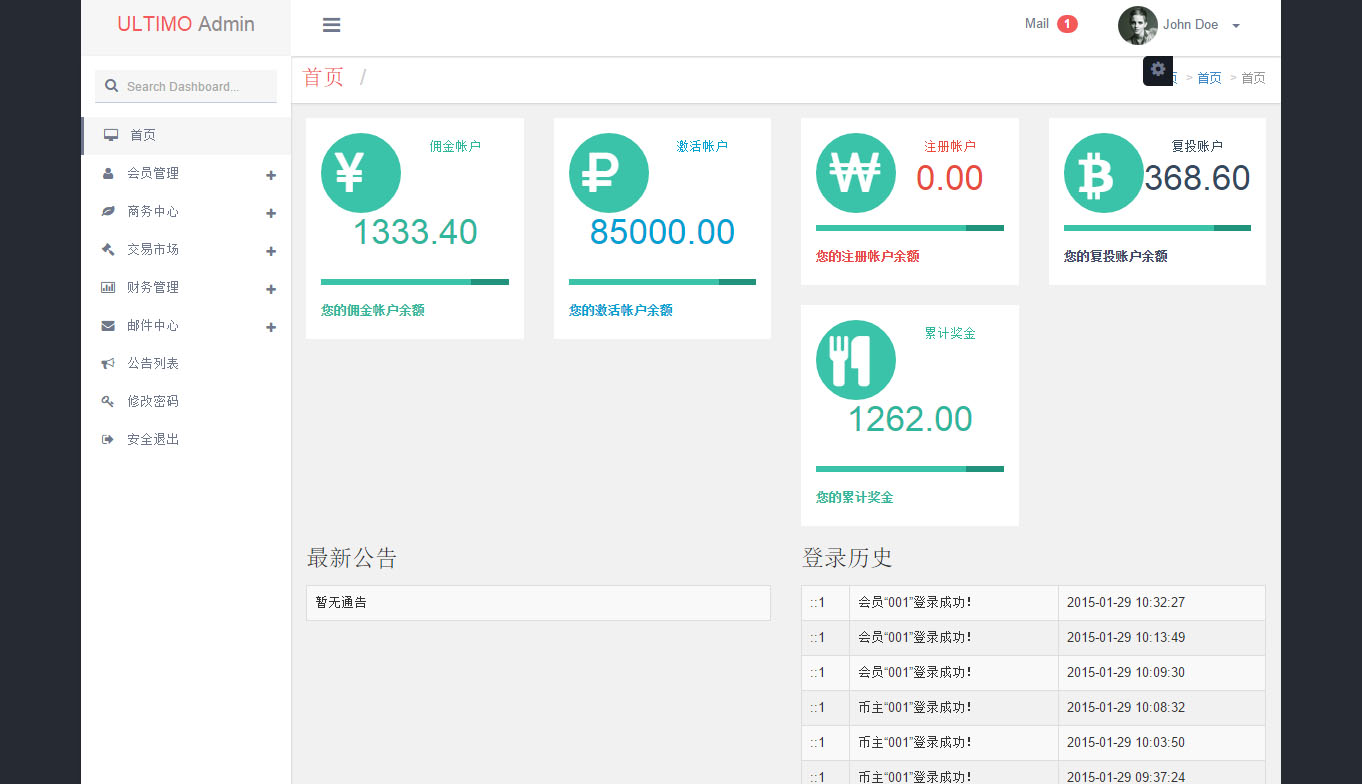 ULTIMO Admin
Mail 1
John Doe
Search Dashboard...
首页 /
> 首页 > 首页
首页
会员管理
商务中心
交易市场
财务管理
邮件中心
公告列表
修改密码
安全退出
佣金帐户
1333.40
您的佣金帐户余额
激活帐户
85000.00
您的激活帐户余额
注册帐户
0.00
您的注册帐户余额
复投账户
368.60
您的复投账户余额
累计奖金
1262.00
您的累计奖金
最新公告
暂无通告
登录历史
::1 会员“001”登录成功! 2015-01-29 10:32:27
::1 会员“001”登录成功! 2015-01-29 10:13:49
::1 会员“001”登录成功! 2015-01-29 10:09:30
::1 币主“001”登录成功! 2015-01-29 10:08:32
::1 币主“001”登录成功! 2015-01-29 10:03:50
::1 币主“001”登录成功! 2015-01-29 09:37:24